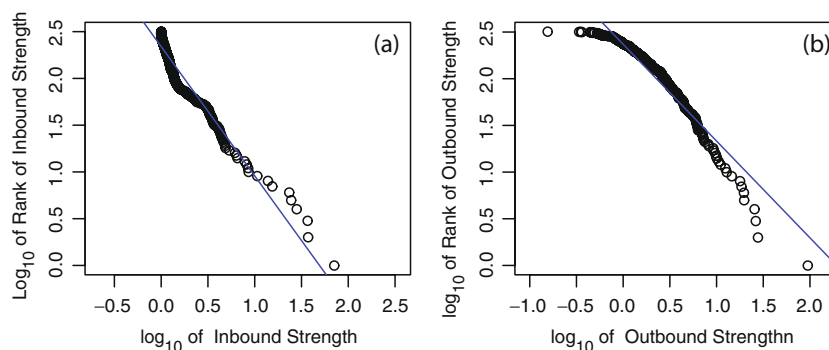 (a)
Log10 of Rank of Inbound Strength
0.0 0.5 1.0 1.5 2.0 2.5
−0.5 0.0 0.5 1.0 1.5 2.0 2.5
log10 of Inbound Strength
(b)
log10 of Rank of Outbound Strength
0.0 0.5 1.0 1.5 2.0 2.5
−1.0 −0.5 0.0 0.5 1.0 1.5 2.0
log10 of Outbound Strengthn